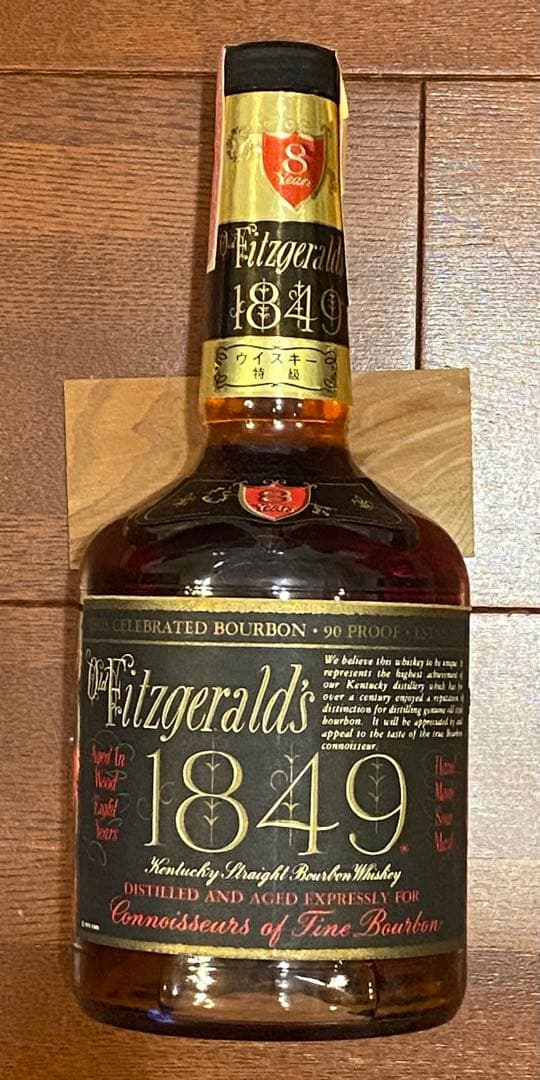 8
Years
Old Fitzgerald's
1849
ウイスキー
特級
8
Years
THIS CELEBRATED BOURBON • 90 PROOF • EST
Old Fitzgerald's
We believe this whiskey to be unique. It
represents the highest achievement of
our Kentucky distillery which has for
over a century enjoyed a reputation of
distinction for distilling genuine old style
bourbon. It will be appreciated by and
appeal to the taste of the true bourbon
connoisseur.
Aged In
Wood
Eight
Years
1849
Hand
Made
Sour
Mash
Kentucky Straight Bourbon Whiskey
DISTILLED AND AGED EXPRESSLY FOR
Connoisseurs of Fine Bourbon